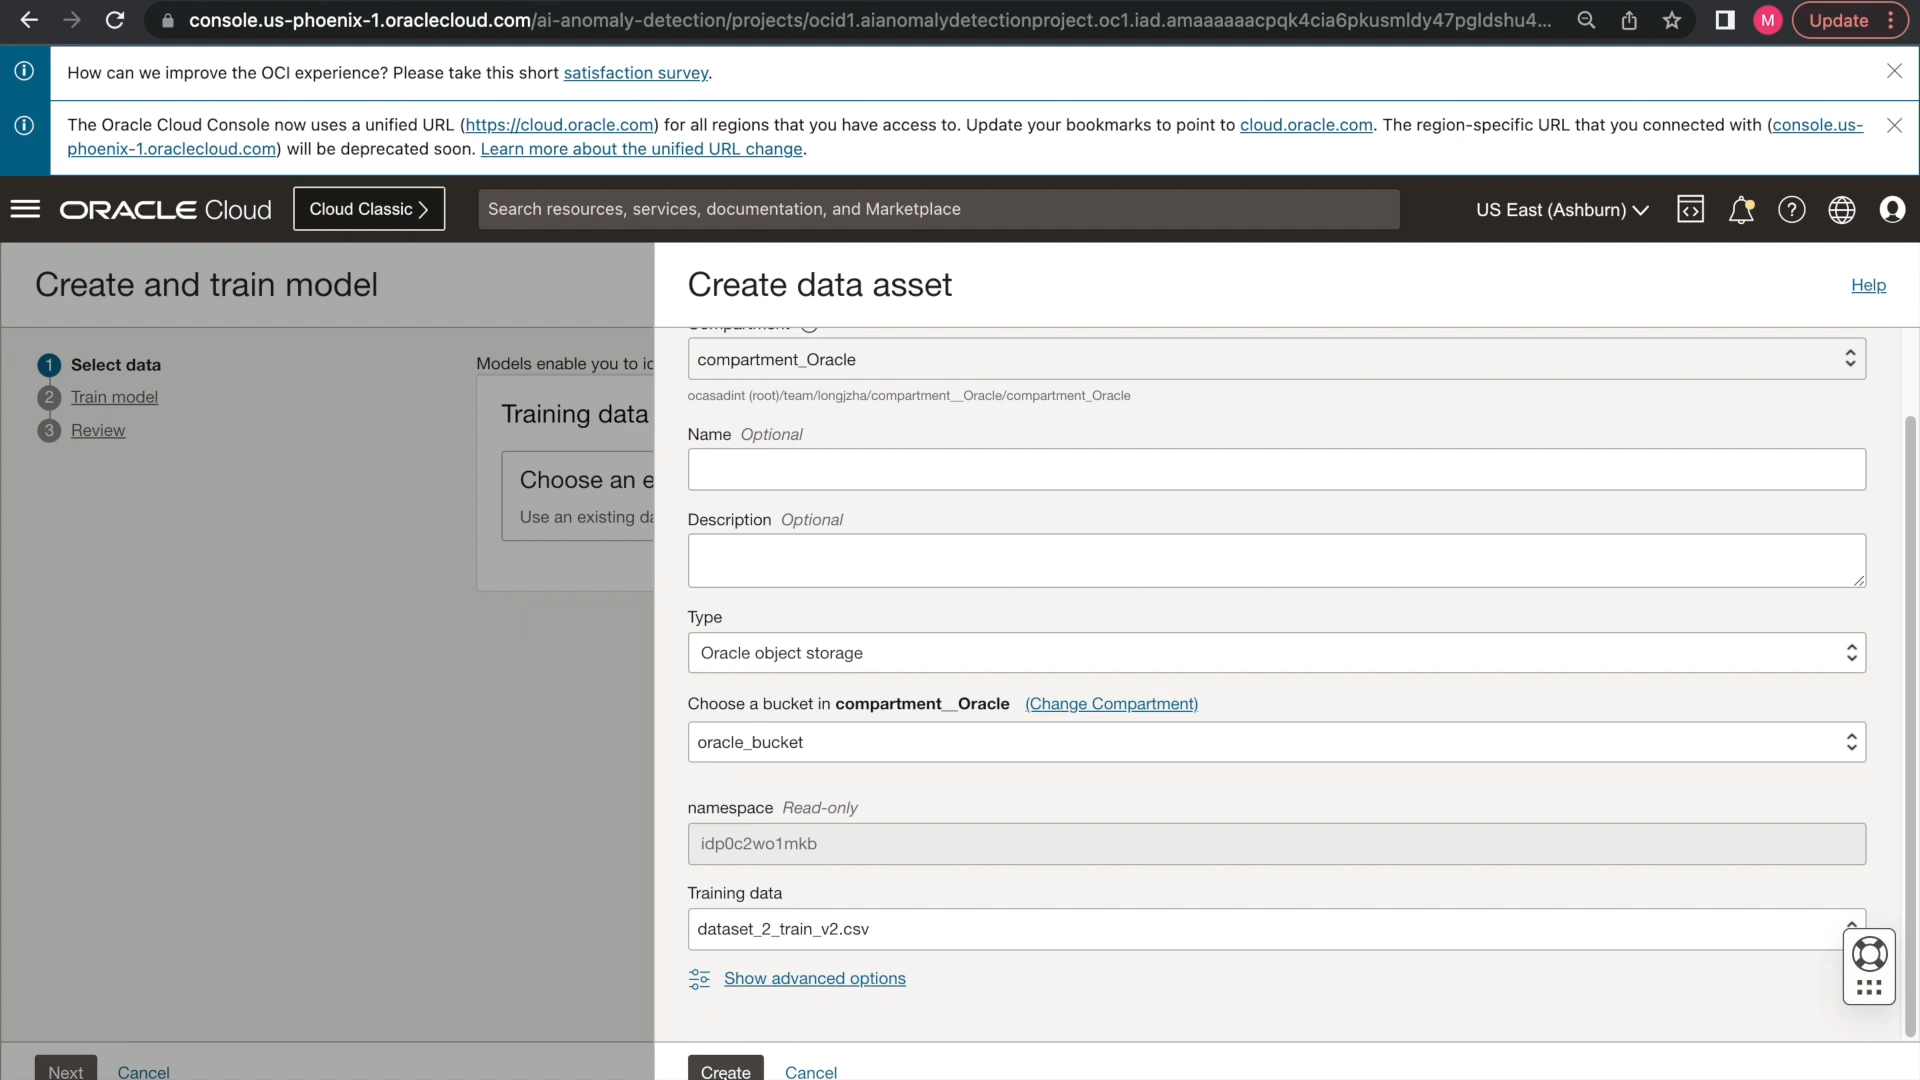 console.us-phoenix-1.oraclecloud.com/ai-anomaly-detection/projects/ocid1.aianomalydetectionproject.oc1.iad.amaaaaaacpqk4cia6pkusmldy47pgldshu4...
M
Update
How can we improve the OCI experience? Please take this short satisfaction survey.
The Oracle Cloud Console now uses a unified URL (https://cloud.oracle.com) for all regions that you have access to. Update your bookmarks to point to cloud.oracle.com. The region-specific URL that you connected with (console.us-
phoenix-1.oraclecloud.com) will be deprecated soon. Learn more about the unified URL change.
ORACLE Cloud
Cloud Classic
Search resources, services, documentation, and Marketplace
US East (Ashburn)
Create and train model
1 Select data
2 Train model
3 Review
Models enable you to ic
Training data
Choose an e
Use an existing da
Next
Cancel
Create data asset
Help
Compartment
compartment_Oracle
ocasadint (root)/team/longjzha/compartment__Oracle/compartment_Oracle
Name Optional
Description Optional
Type
Oracle object storage
Choose a bucket in compartment__Oracle (Change Compartment)
oracle_bucket
namespace Read-only
idp0c2wo1mkb
Training data
dataset_2_train_v2.csv
Show advanced options
Create
Cancel